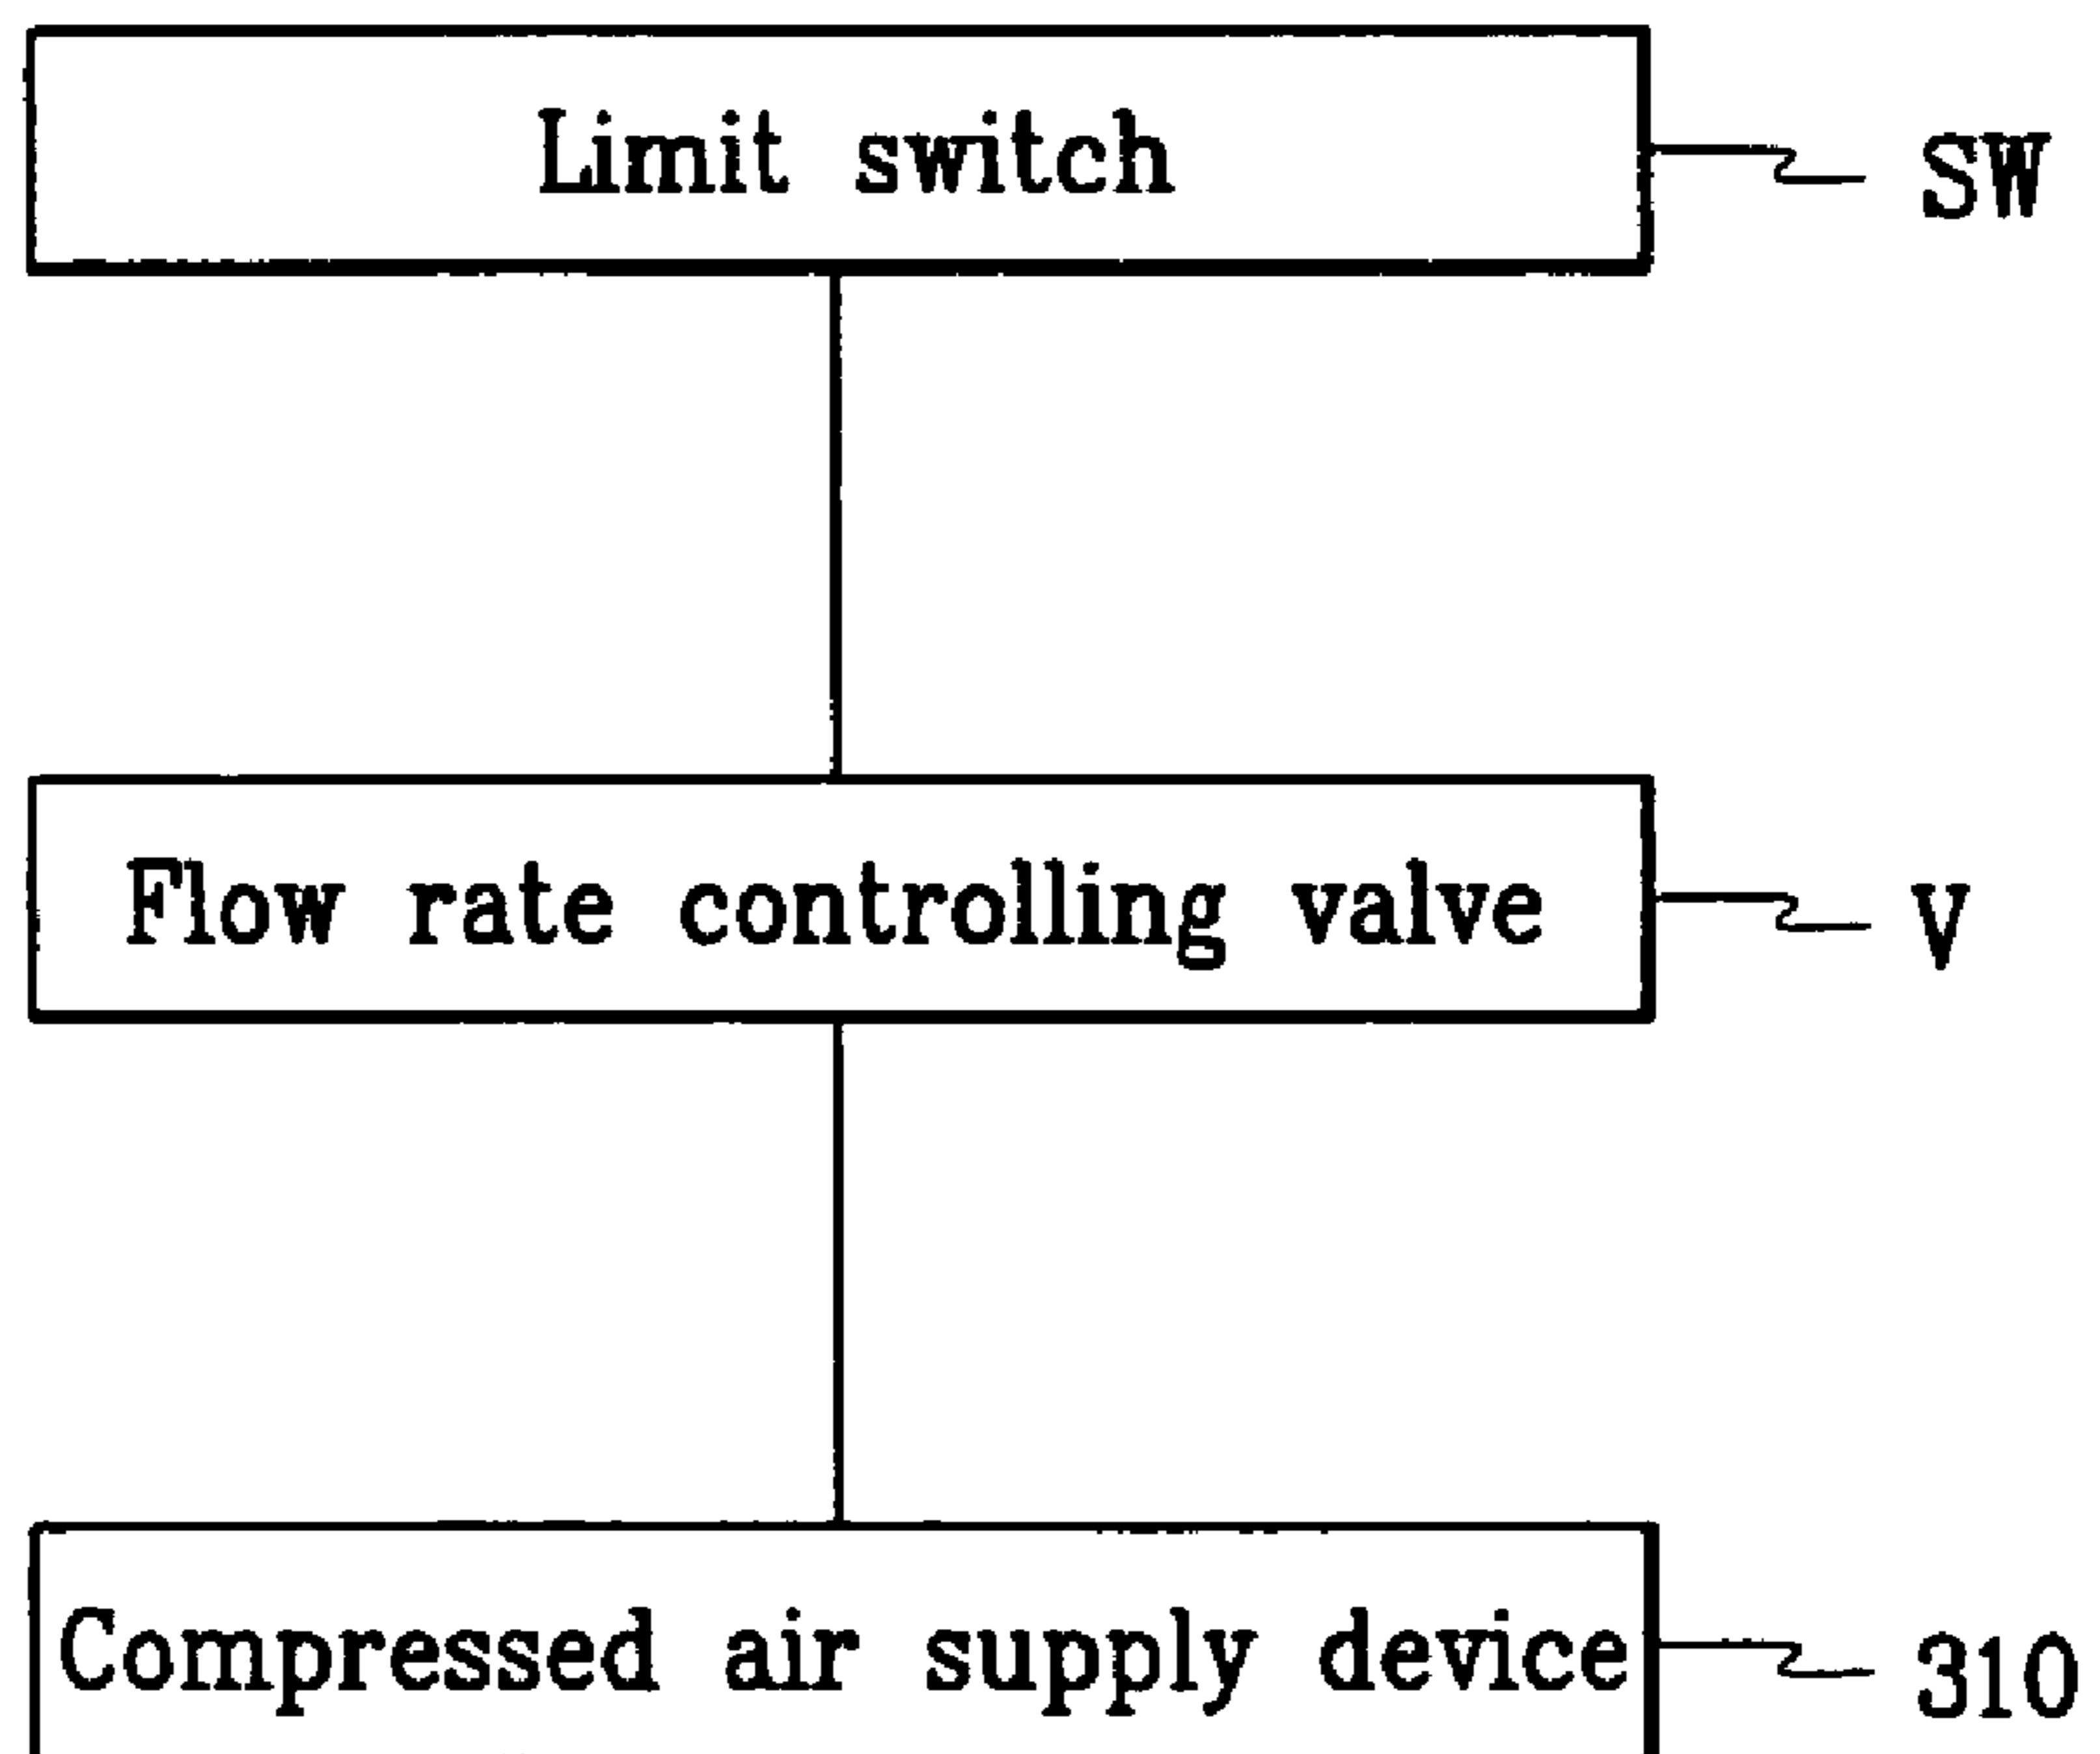 Limit switch SW
Flow rate controlling valve V
Compressed air supply device 310